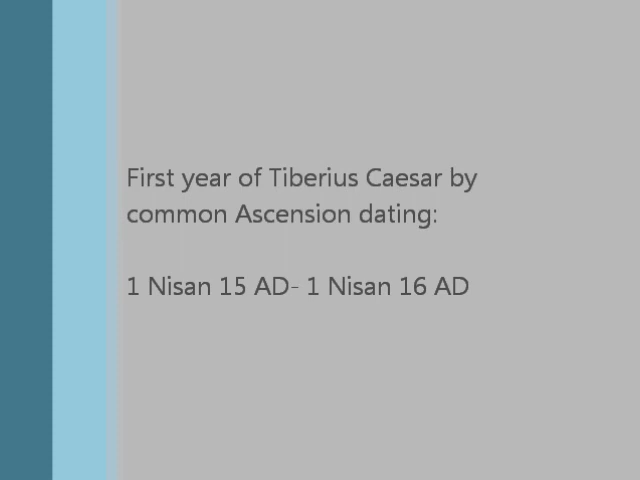 First year of Tiberius Caesar by
common Ascension dating:
1 Nisan 15 AD- 1 Nisan 16 AD